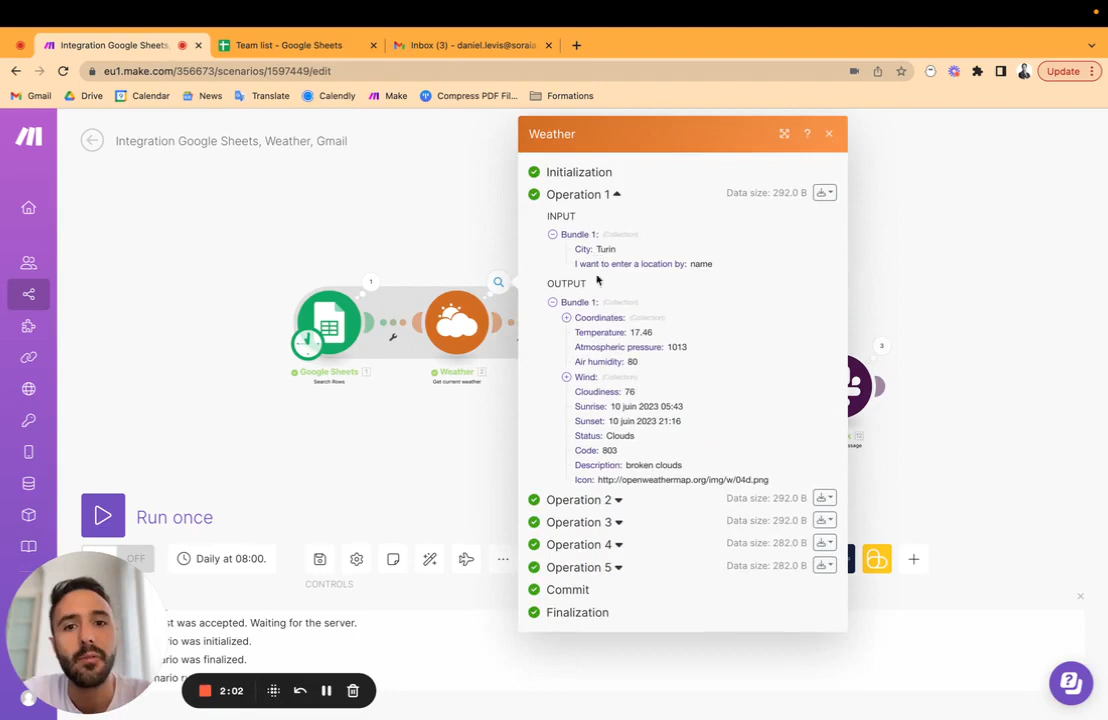 Integration Google Sheets,
Team list - Google Sheets
Inbox (3) - daniel.levis@soraia
eu1.make.com/356673/scenarios/1597449/edit
Update
Gmail
Drive
Calendar
News
Translate
Calendly
Make
Compress PDF Fil...
Formations
Integration Google Sheets, Weather, Gmail
Weather
?
Initialization
Operation 1
Data size: 292.0 B
INPUT
Bundle 1: (Collection)
City: Turin
I want to enter a location by: name
OUTPUT
Bundle 1: (Collection)
Coordinates: (Collection)
Temperature: 17.46
Atmospheric pressure: 1013
Air humidity: 80
Wind: (Collection)
Cloudiness: 76
Sunrise: 10 juin 2023 05:43
Sunset: 10 juin 2023 21:16
Status: Clouds
Code: 803
Description: broken clouds
Icon: http://openweathermap.org/img/w/04d.png
Operation 2
Data size: 292.0 B
Operation 3
Data size: 292.0 B
Operation 4
Data size: 282.0 B
Operation 5
Data size: 282.0 B
Commit
Finalization
1
3
Google Sheets 1
Search Rows
Weather 2
Get current weather
12
Run once
OFF
Daily at 08:00.
CONTROLS
st was accepted. Waiting for the server.
rio was initialized.
rio was finalized.
2:02